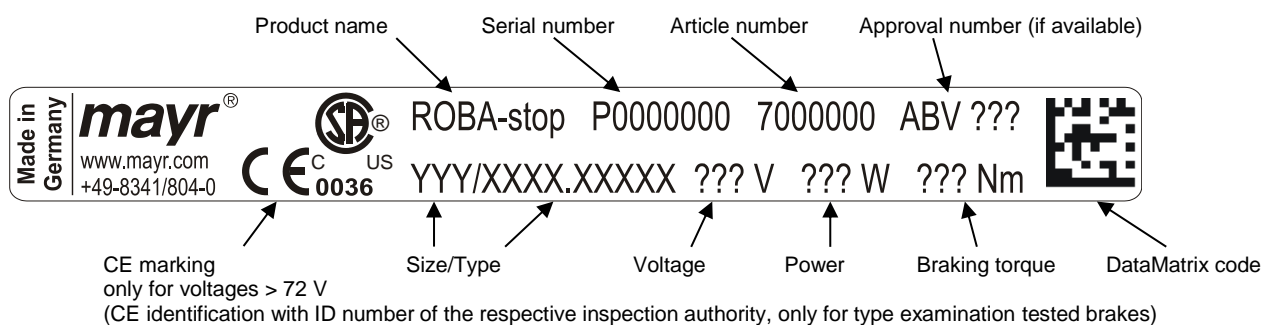 Product name Serial number Article number Approval number (if available)
Made in
Germany
mayr®
www.mayr.com
+49-8341/804-0
CE
0036
SA®
C US
ROBA-stop P0000000 7000000 ABV ???
YYY/XXXX.XXXXX ??? V ??? W ??? Nm
CE marking
only for voltages > 72 V
(CE identification with ID number of the respective inspection authority, only for type examination tested brakes)
Size/Type Voltage Power Braking torque DataMatrix code